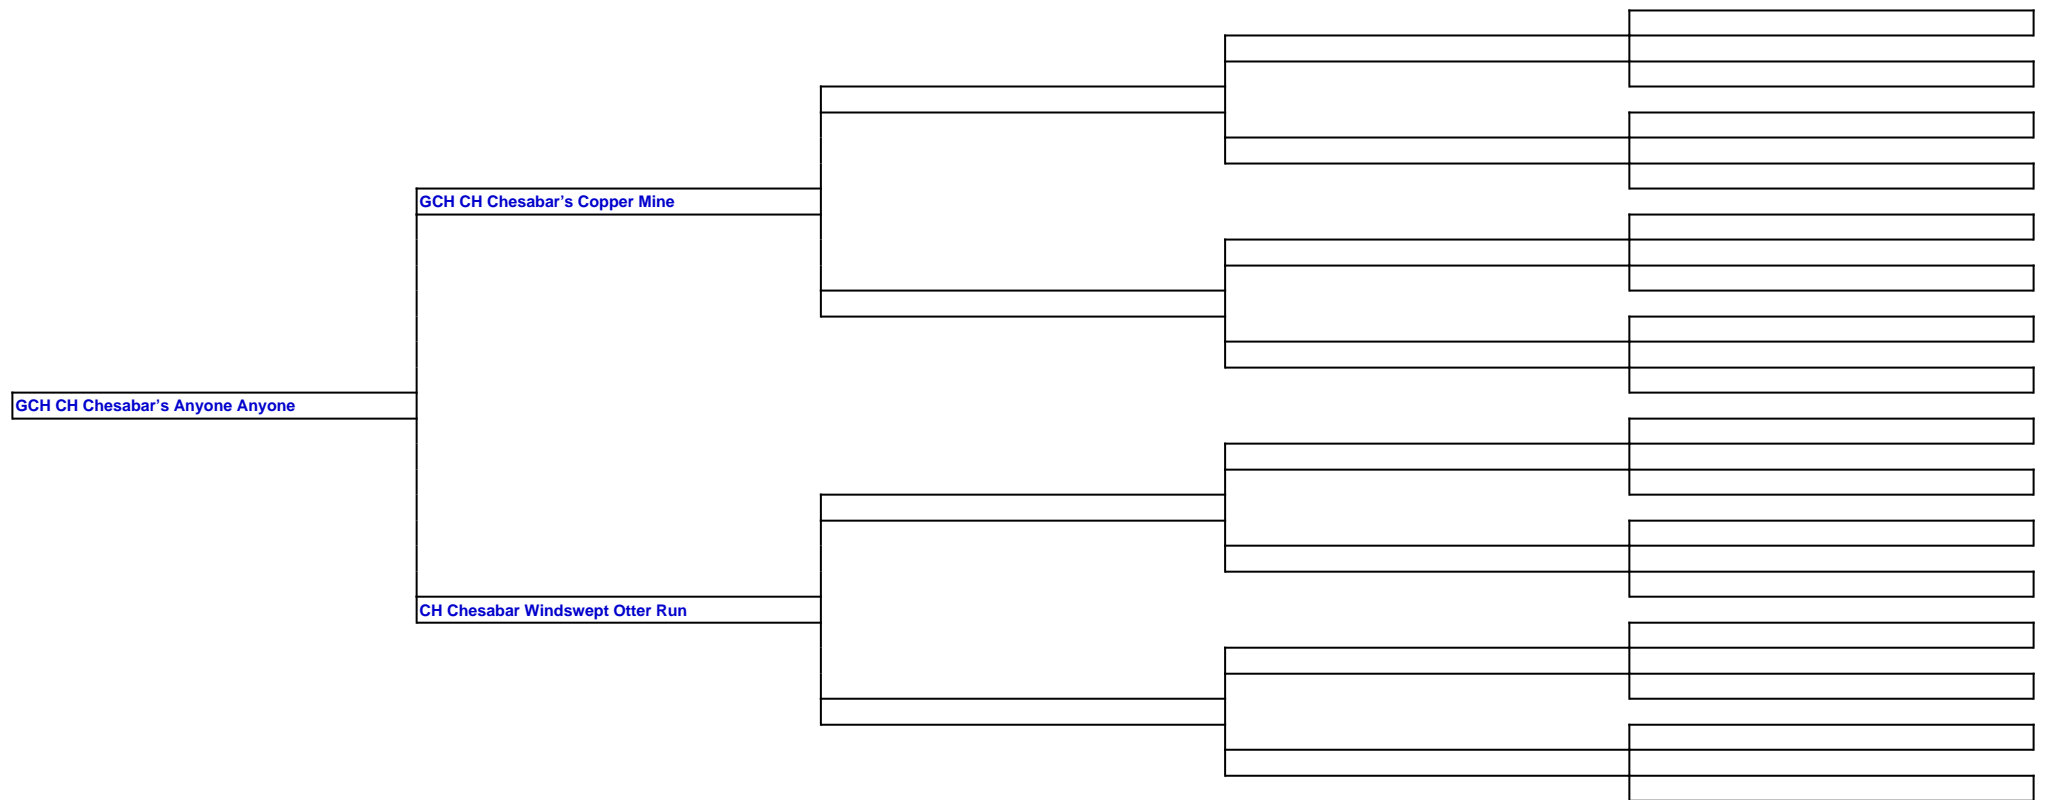 GCH CH Chesabar’s Copper Mine
GCH CH Chesabar’s Anyone Anyone
CH Chesabar Windswept Otter Run